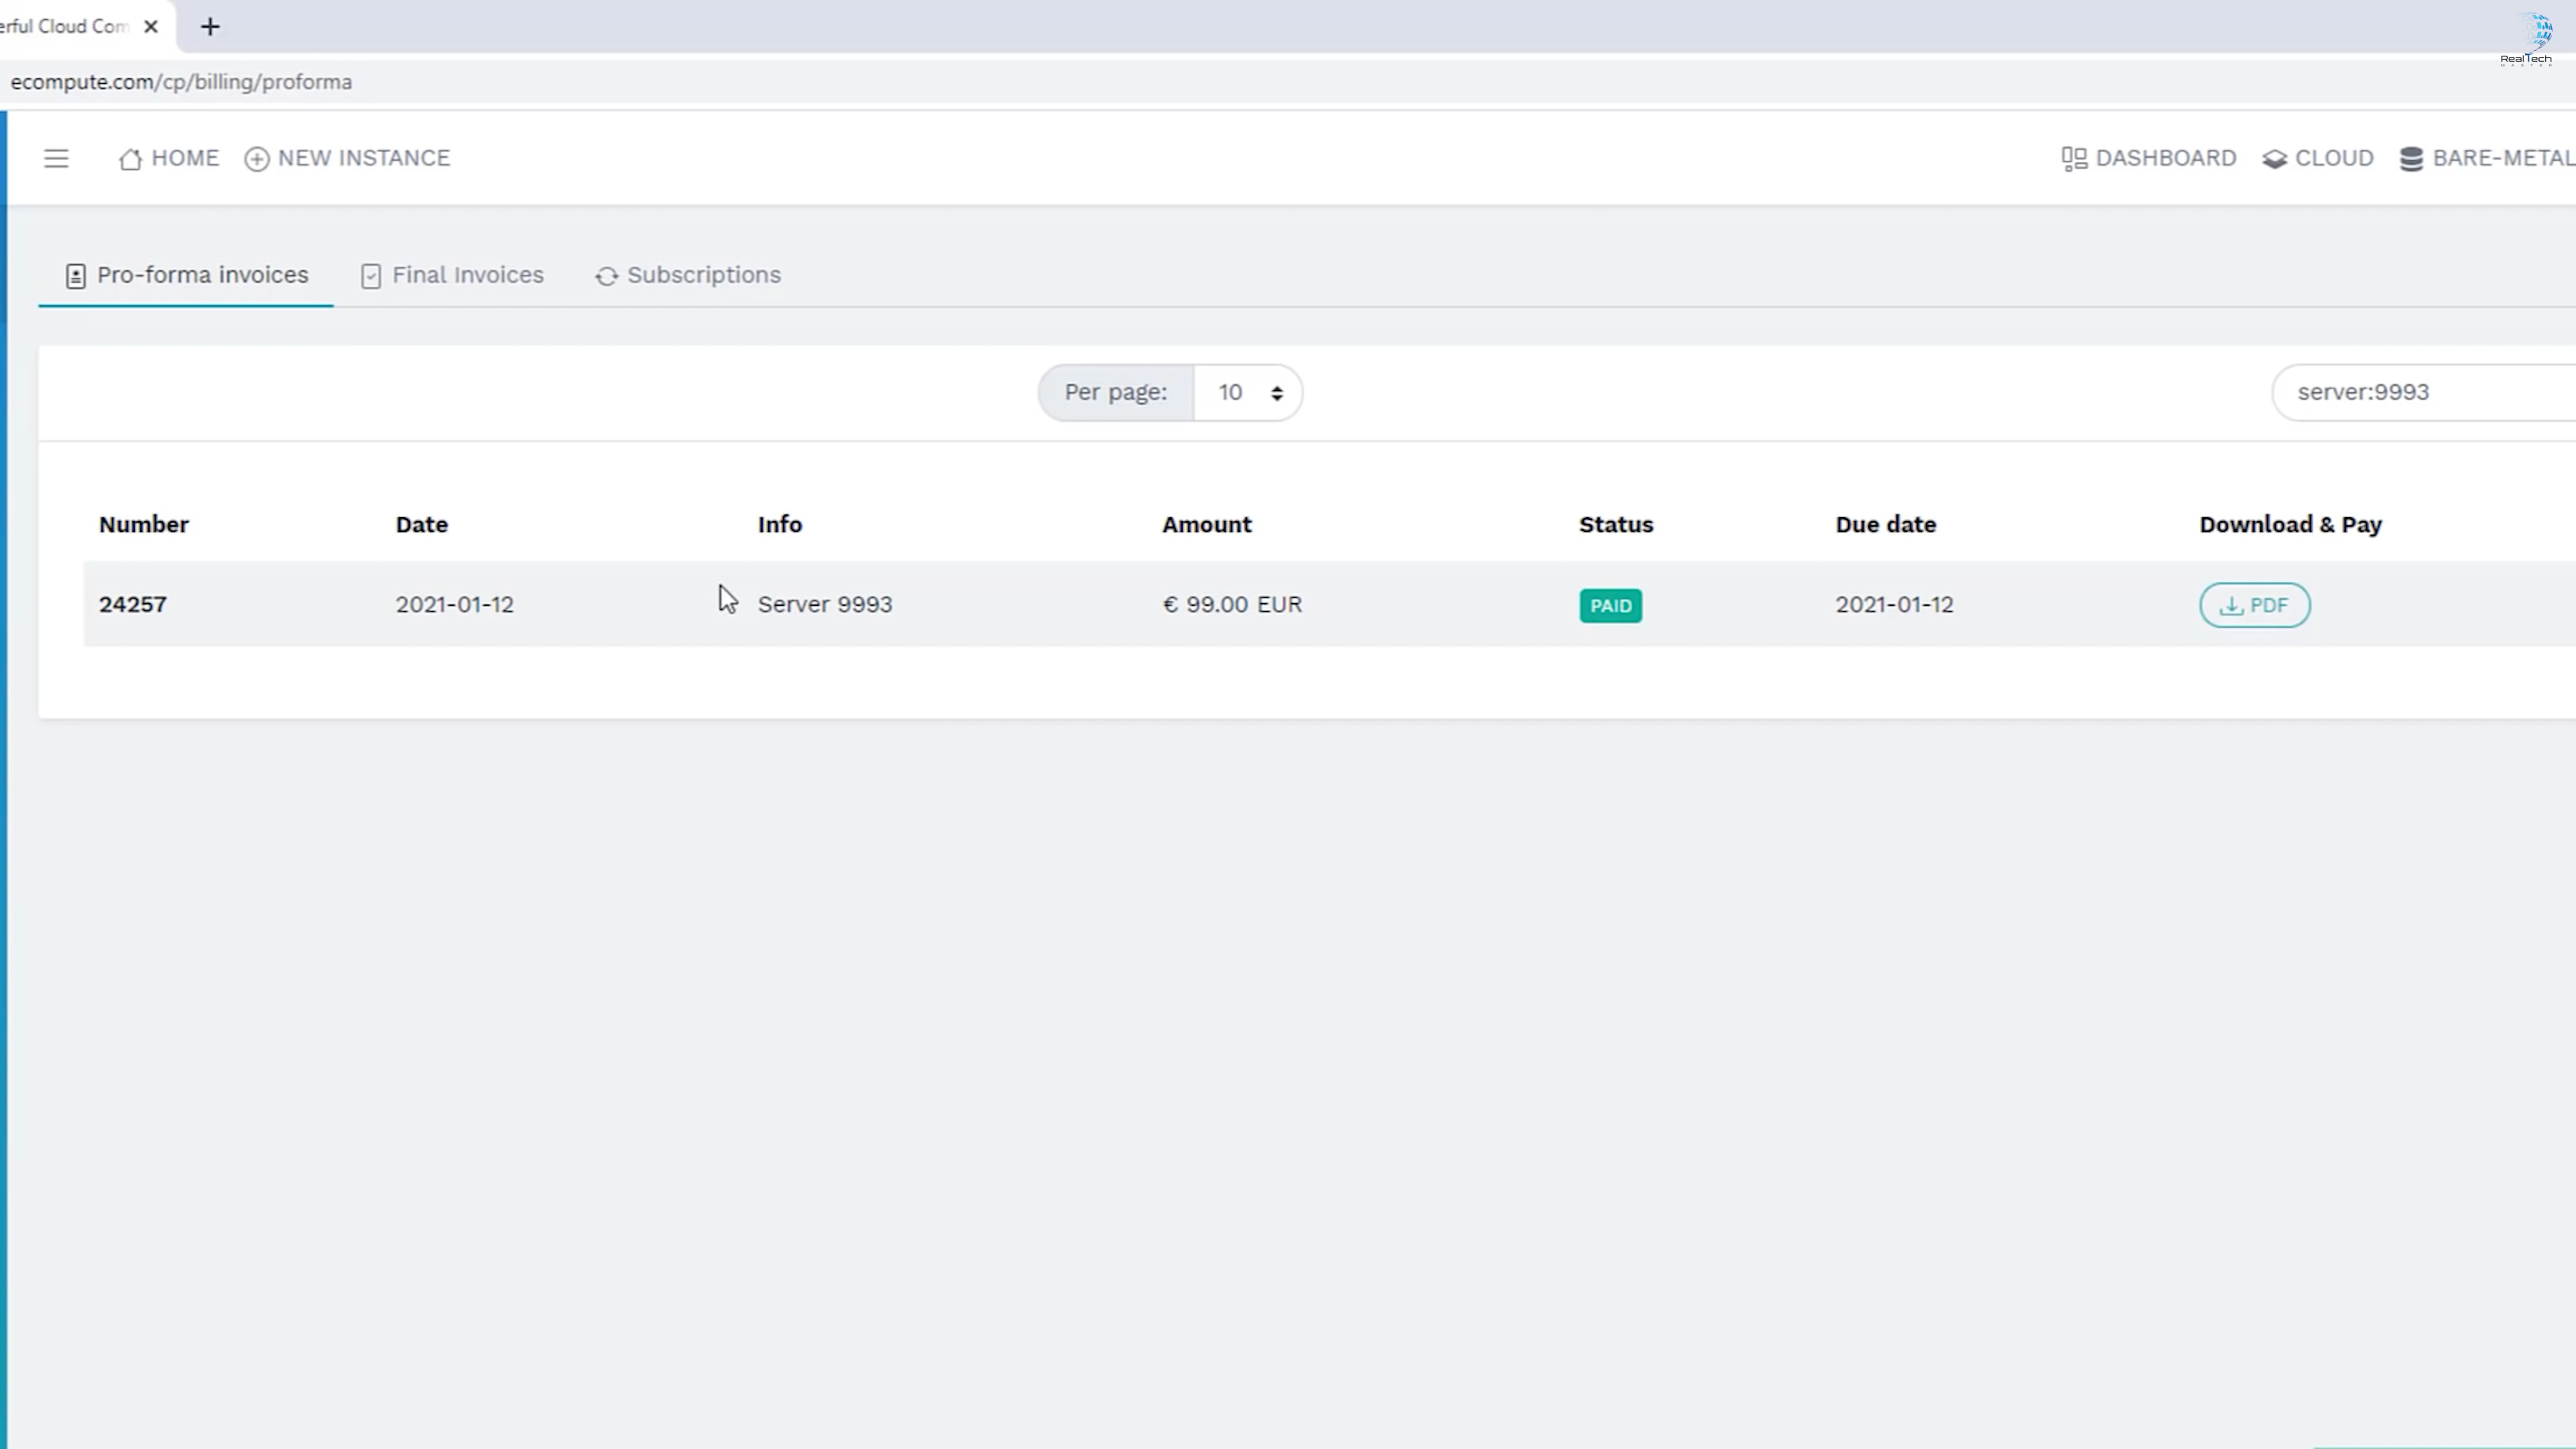 erful Cloud Com
RealTech
ecompute.com/cp/billing/proforma
HOME NEW INSTANCE DASHBOARD CLOUD BARE-METAL
Pro-forma invoices Final Invoices Subscriptions
Per page: 10 server:9993
Number Date Info Amount Status Due date Download & Pay
24257 2021-01-12 Server 9993 € 99.00 EUR PAID 2021-01-12 PDF